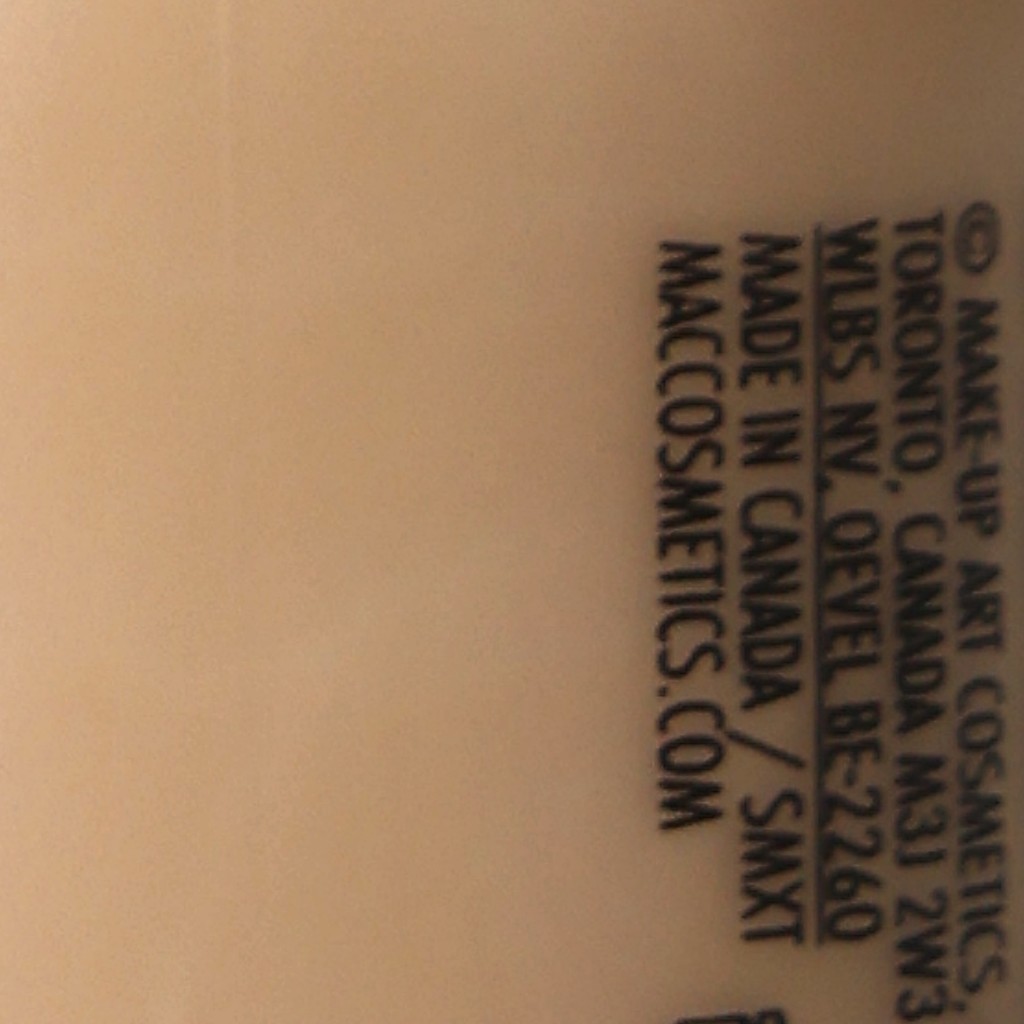 © MAKE-UP ART COSMETICS,
TORONTO, CANADA M3J 2W3
WLBS NV, OEVEL BE-2260
MADE IN CANADA / SMXT
MACCOSMETICS.COM